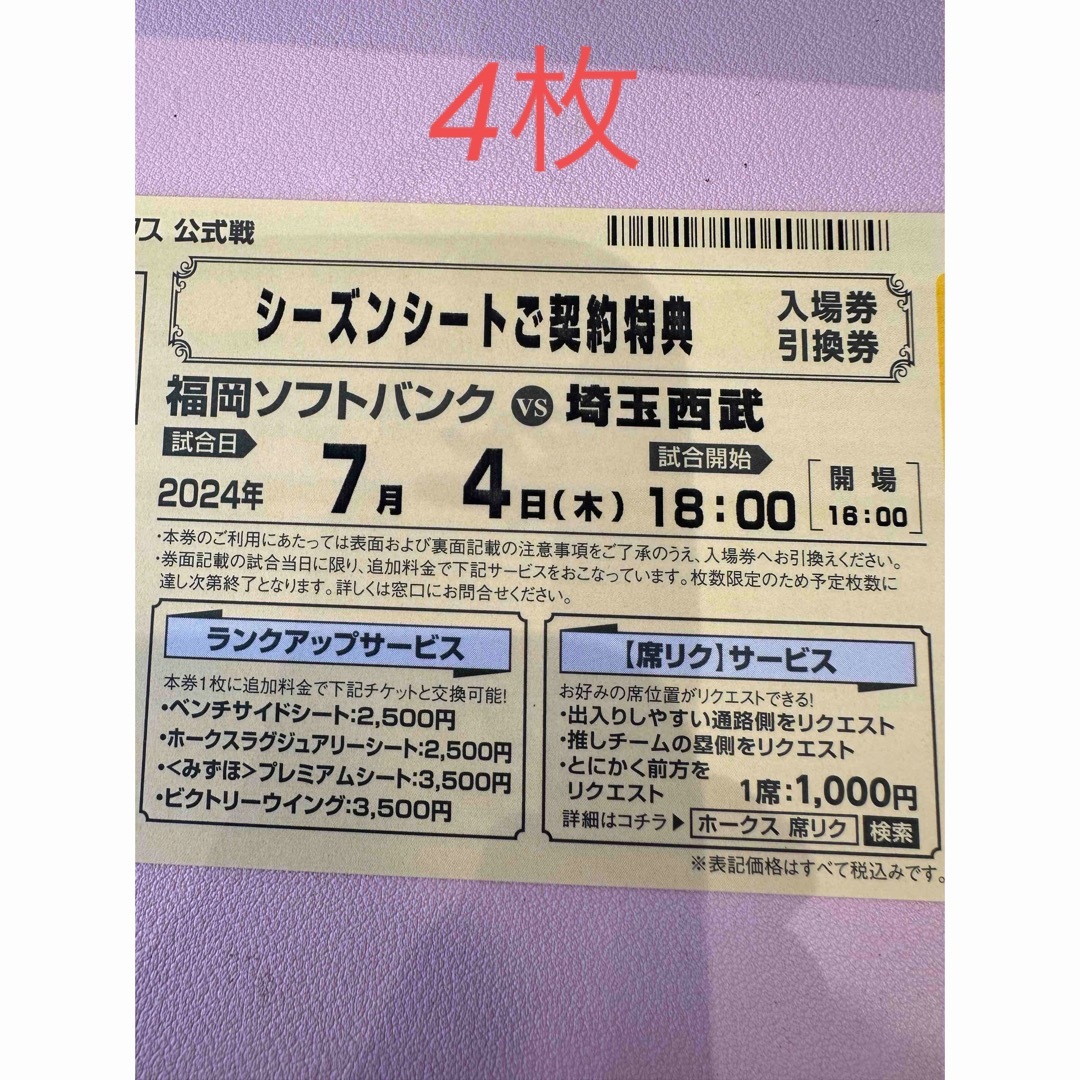 4枚
クス 公式戦
シーズンシートご契約特典
入場券
引換券
福岡ソフトバンク VS 埼玉西武
試合日
2024年 7月 4日(木)
試合開始
18:00
開場
16:00
・本券のご利用にあたっては表面および裏面記載の注意事項をご了承のうえ、入場券へお引換えください。
・券面記載の試合当日に限り、追加料金で下記サービスをおこなっています。枚数限定のため予定枚数に
達し次第終了となります。詳しくは窓口にお問合せください。
ランクアップサービス
本券1枚に追加料金で下記チケットと交換可能!
・ベンチサイドシート:2,500円
・ホークスラグジュアリーシート:2,500円
・<みずほ>プレミアムシート:3,500円
・ビクトリーウイング:3,500円
【席リク】サービス
お好みの席位置がリクエストできる!
・出入りしやすい通路側をリクエスト
・推しチームの塁側をリクエスト
・とにかく前方を
リクエスト
1席:1,000円
詳細はコチラ▶ ホークス 席リク 検索
※表記価格はすべて税込みです。